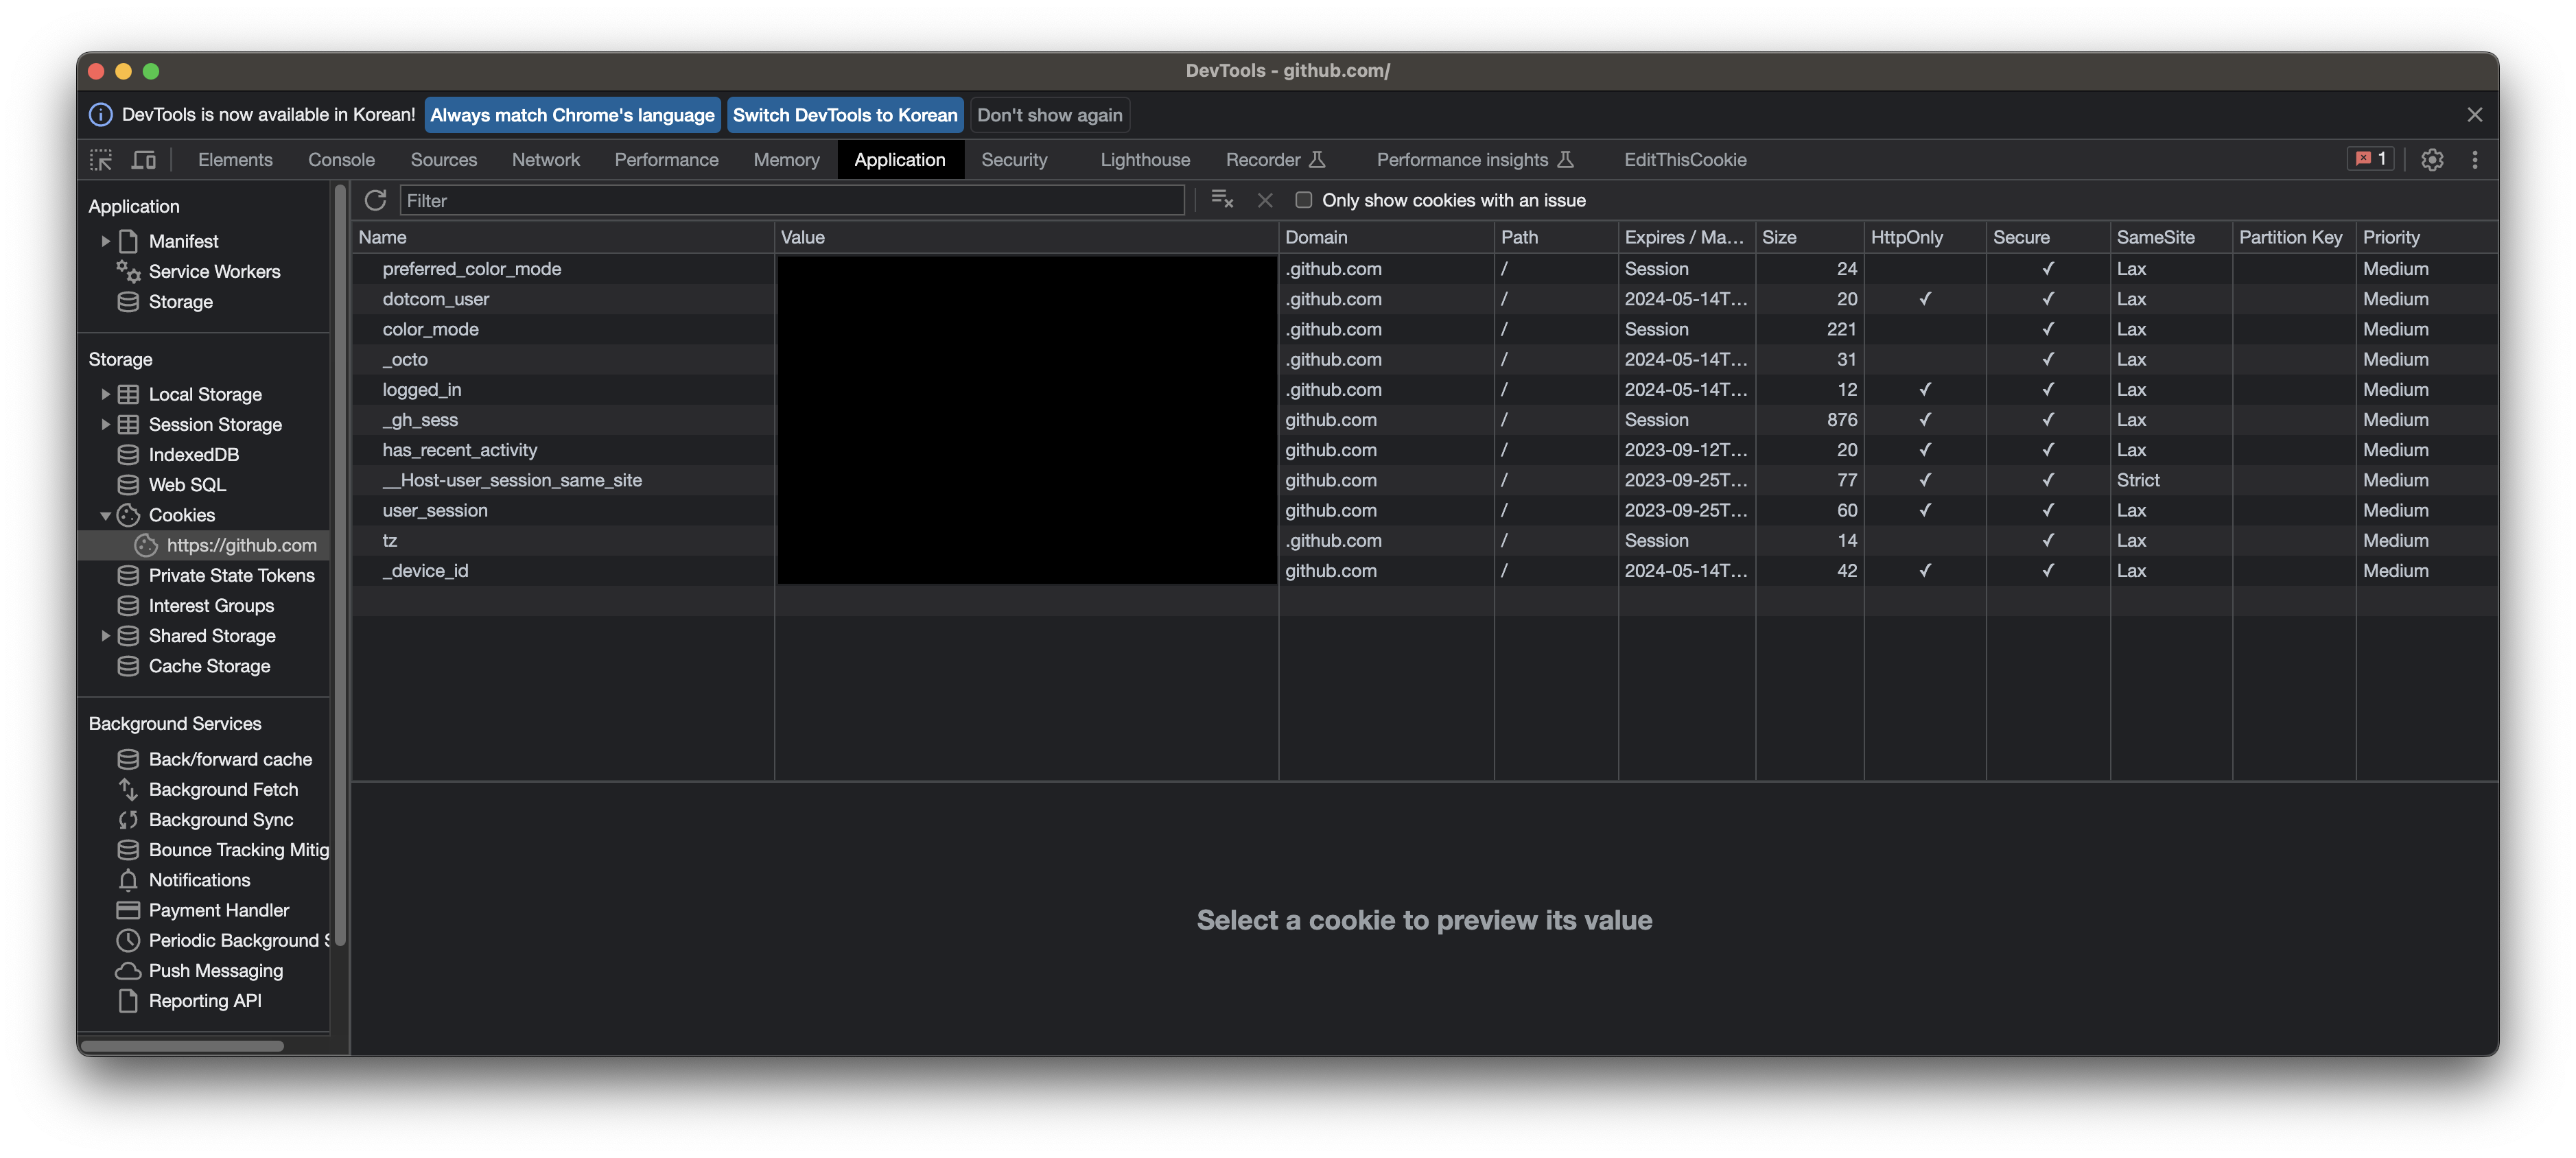 DevTools - github.com/
DevTools is now available in Korean! Always match Chrome's language Switch DevTools to Korean Don't show again
Elements Console Sources Network Performance Memory Application Security Lighthouse Recorder Performance insights EditThisCookie 1
Application
Manifest
Service Workers
Storage
Storage
Local Storage
Session Storage
IndexedDB
Web SQL
Cookies
https://github.com
Private State Tokens
Interest Groups
Shared Storage
Cache Storage
Background Services
Back/forward cache
Background Fetch
Background Sync
Bounce Tracking Mitig
Notifications
Payment Handler
Periodic Background S
Push Messaging
Reporting API
Filter Only show cookies with an issue
Name Value Domain Path Expires / Ma... Size HttpOnly Secure SameSite Partition Key Priority
preferred_color_mode .github.com / Session 24 ✓ Lax Medium
dotcom_user .github.com / 2024-05-14T... 20 ✓ ✓ Lax Medium
color_mode .github.com / Session 221 ✓ Lax Medium
_octo .github.com / 2024-05-14T... 31 ✓ Lax Medium
logged_in .github.com / 2024-05-14T... 12 ✓ ✓ Lax Medium
_gh_sess github.com / Session 876 ✓ ✓ Lax Medium
has_recent_activity github.com / 2023-09-12T... 20 ✓ ✓ Lax Medium
__Host-user_session_same_site github.com / 2023-09-25T... 77 ✓ ✓ Strict Medium
user_session github.com / 2023-09-25T... 60 ✓ ✓ Lax Medium
tz .github.com / Session 14 ✓ Lax Medium
_device_id github.com / 2024-05-14T... 42 ✓ ✓ Lax Medium
Select a cookie to preview its value